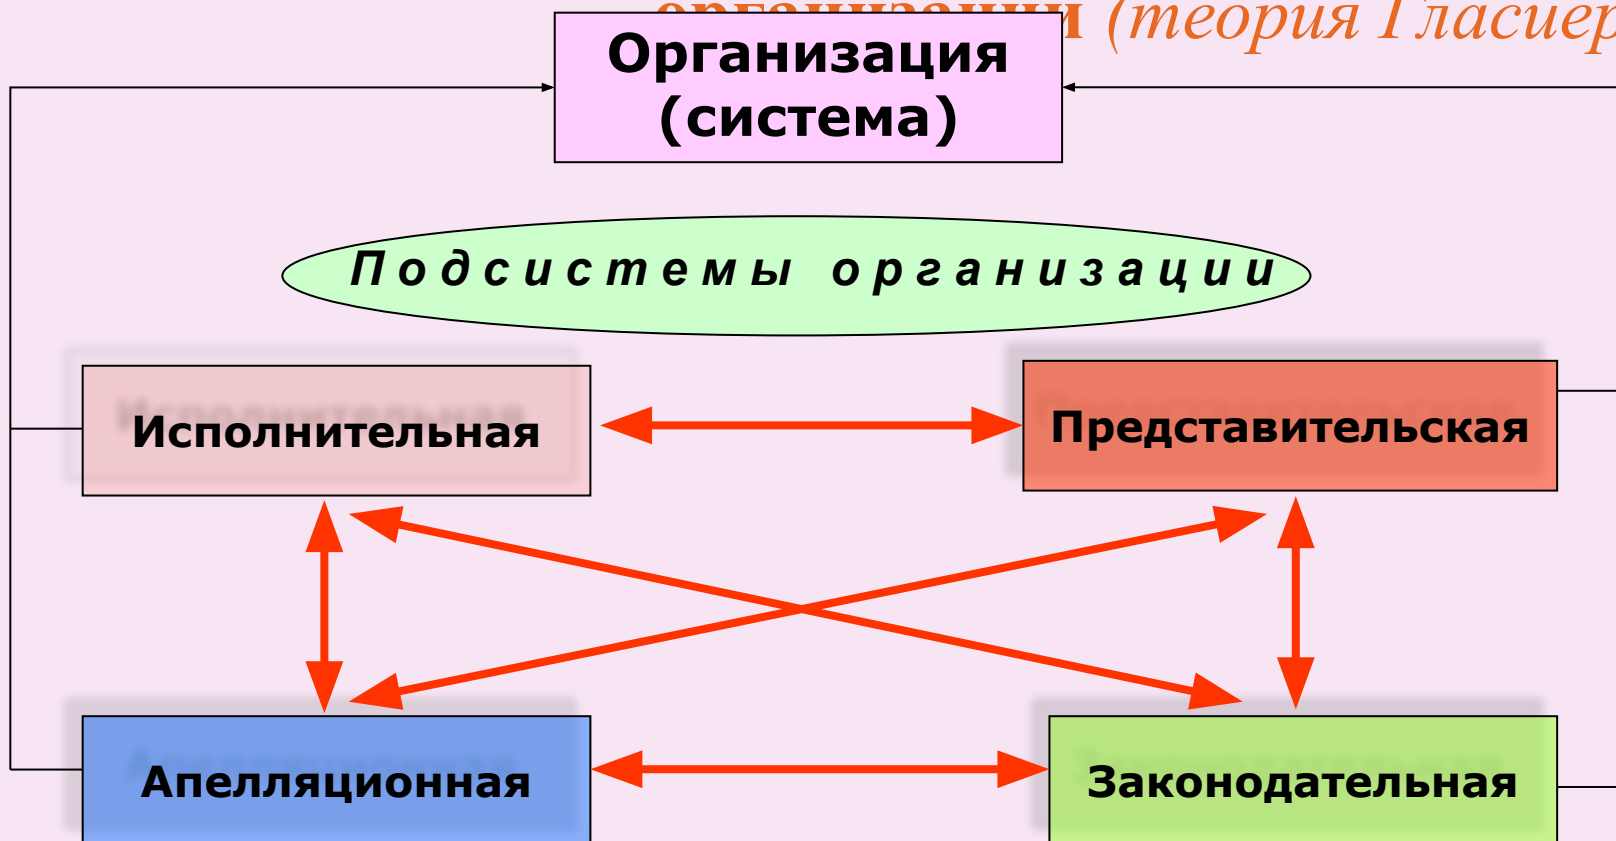 (теория Гласиер
Организация
(система)
Подсистемы организации
Исполнительная
Представительская
Апелляционная
Законодательная